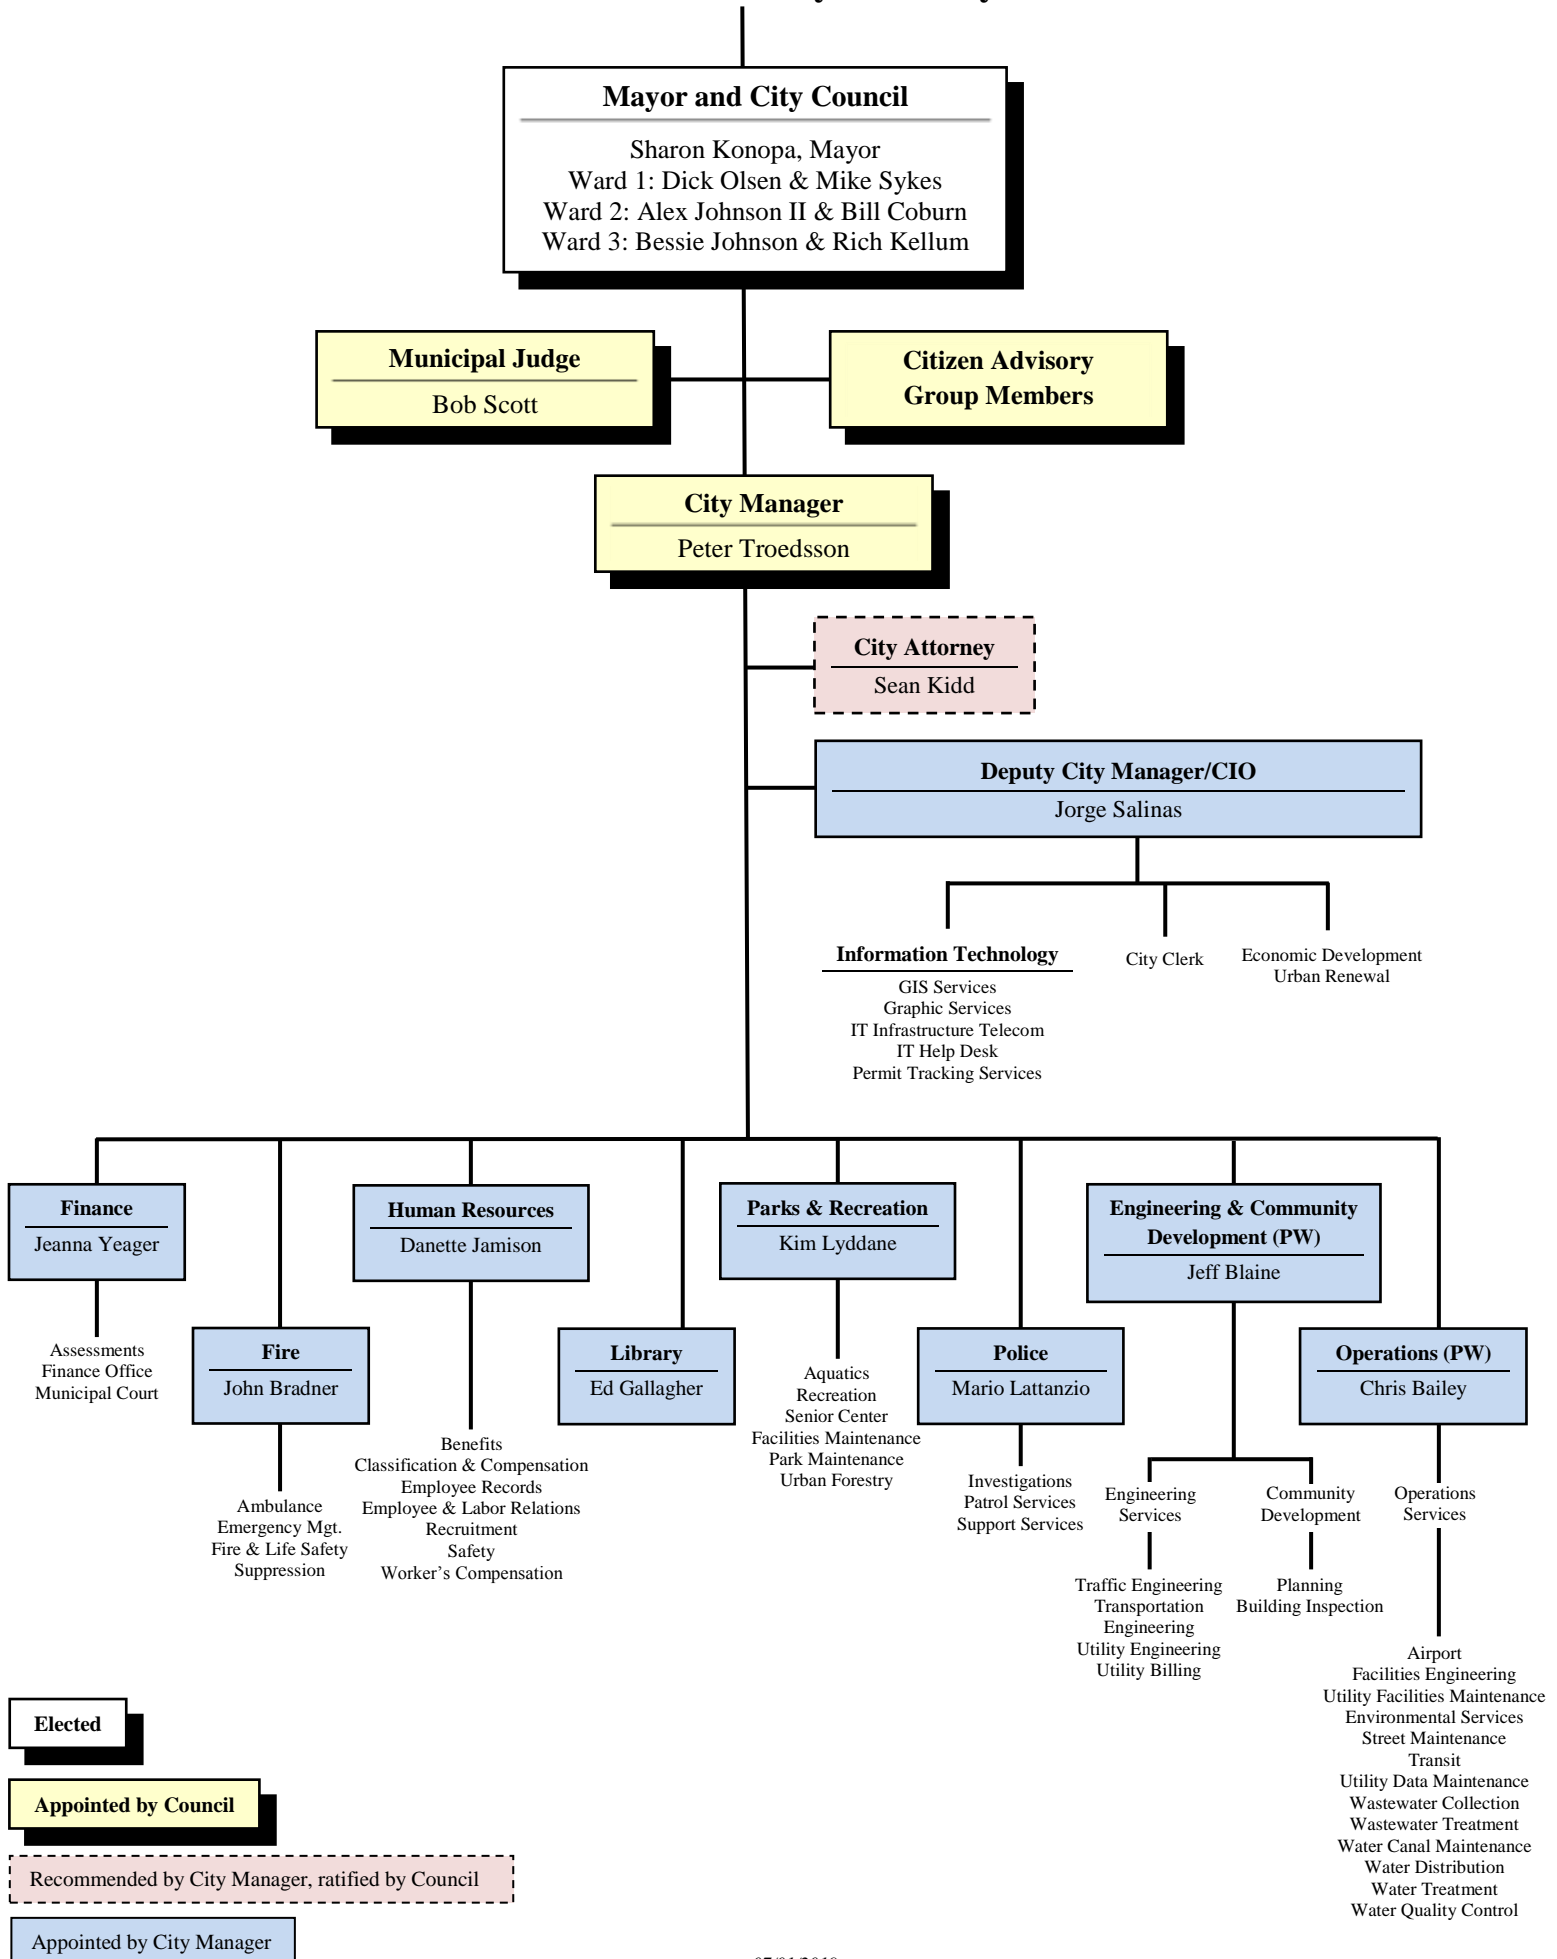 Mayor and City Council
Sharon Konopa, Mayor
Ward 1: Dick Olsen & Mike Sykes
Ward 2: Alex Johnson II & Bill Coburn
Ward 3: Bessie Johnson & Rich Kellum
Municipal Judge
Bob Scott
Citizen Advisory
Group Members
City Manager
Peter Troedsson
City Attorney
Sean Kidd
Deputy City Manager/CIO
Jorge Salinas
Information Technology
GIS Services
Graphic Services
IT Infrastructure Telecom
IT Help Desk
Permit Tracking Services
City Clerk
Economic Development
Urban Renewal
Finance
Jeanna Yeager
Assessments
Finance Office
Municipal Court
Fire
John Bradner
Ambulance
Emergency Mgt.
Fire & Life Safety
Suppression
Human Resources
Danette Jamison
Benefits
Classification & Compensation
Employee Records
Employee & Labor Relations
Recruitment
Safety
Worker’s Compensation
Library
Ed Gallagher
Parks & Recreation
Kim Lyddane
Aquatics
Recreation
Senior Center
Facilities Maintenance
Park Maintenance
Urban Forestry
Police
Mario Lattanzio
Investigations
Patrol Services
Support Services
Engineering & Community
Development (PW)
Jeff Blaine
Engineering
Services
Traffic Engineering
Transportation
Engineering
Utility Engineering
Utility Billing
Community
Development
Planning
Building Inspection
Operations (PW)
Chris Bailey
Operations
Services
Airport
Facilities Engineering
Utility Facilities Maintenance
Environmental Services
Street Maintenance
Transit
Utility Data Maintenance
Wastewater Collection
Wastewater Treatment
Water Canal Maintenance
Water Distribution
Water Treatment
Water Quality Control
Elected
Appointed by Council
Recommended by City Manager, ratified by Council
Appointed by City Manager